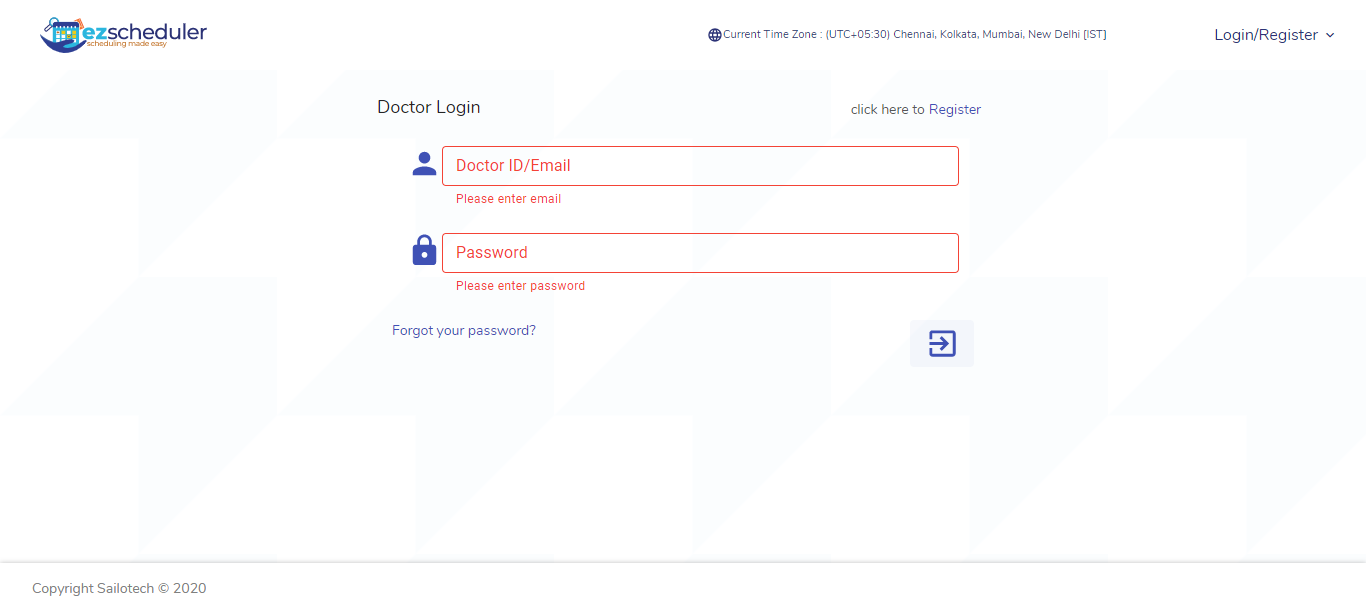 ezscheduler
scheduling made easy
Current Time Zone : (UTC+05:30) Chennai, Kolkata, Mumbai, New Delhi [IST]
Login/Register
Doctor Login
click here to Register
Doctor ID/Email
Please enter email
Password
Please enter password
Forgot your password?
Copyright Sailotech © 2020